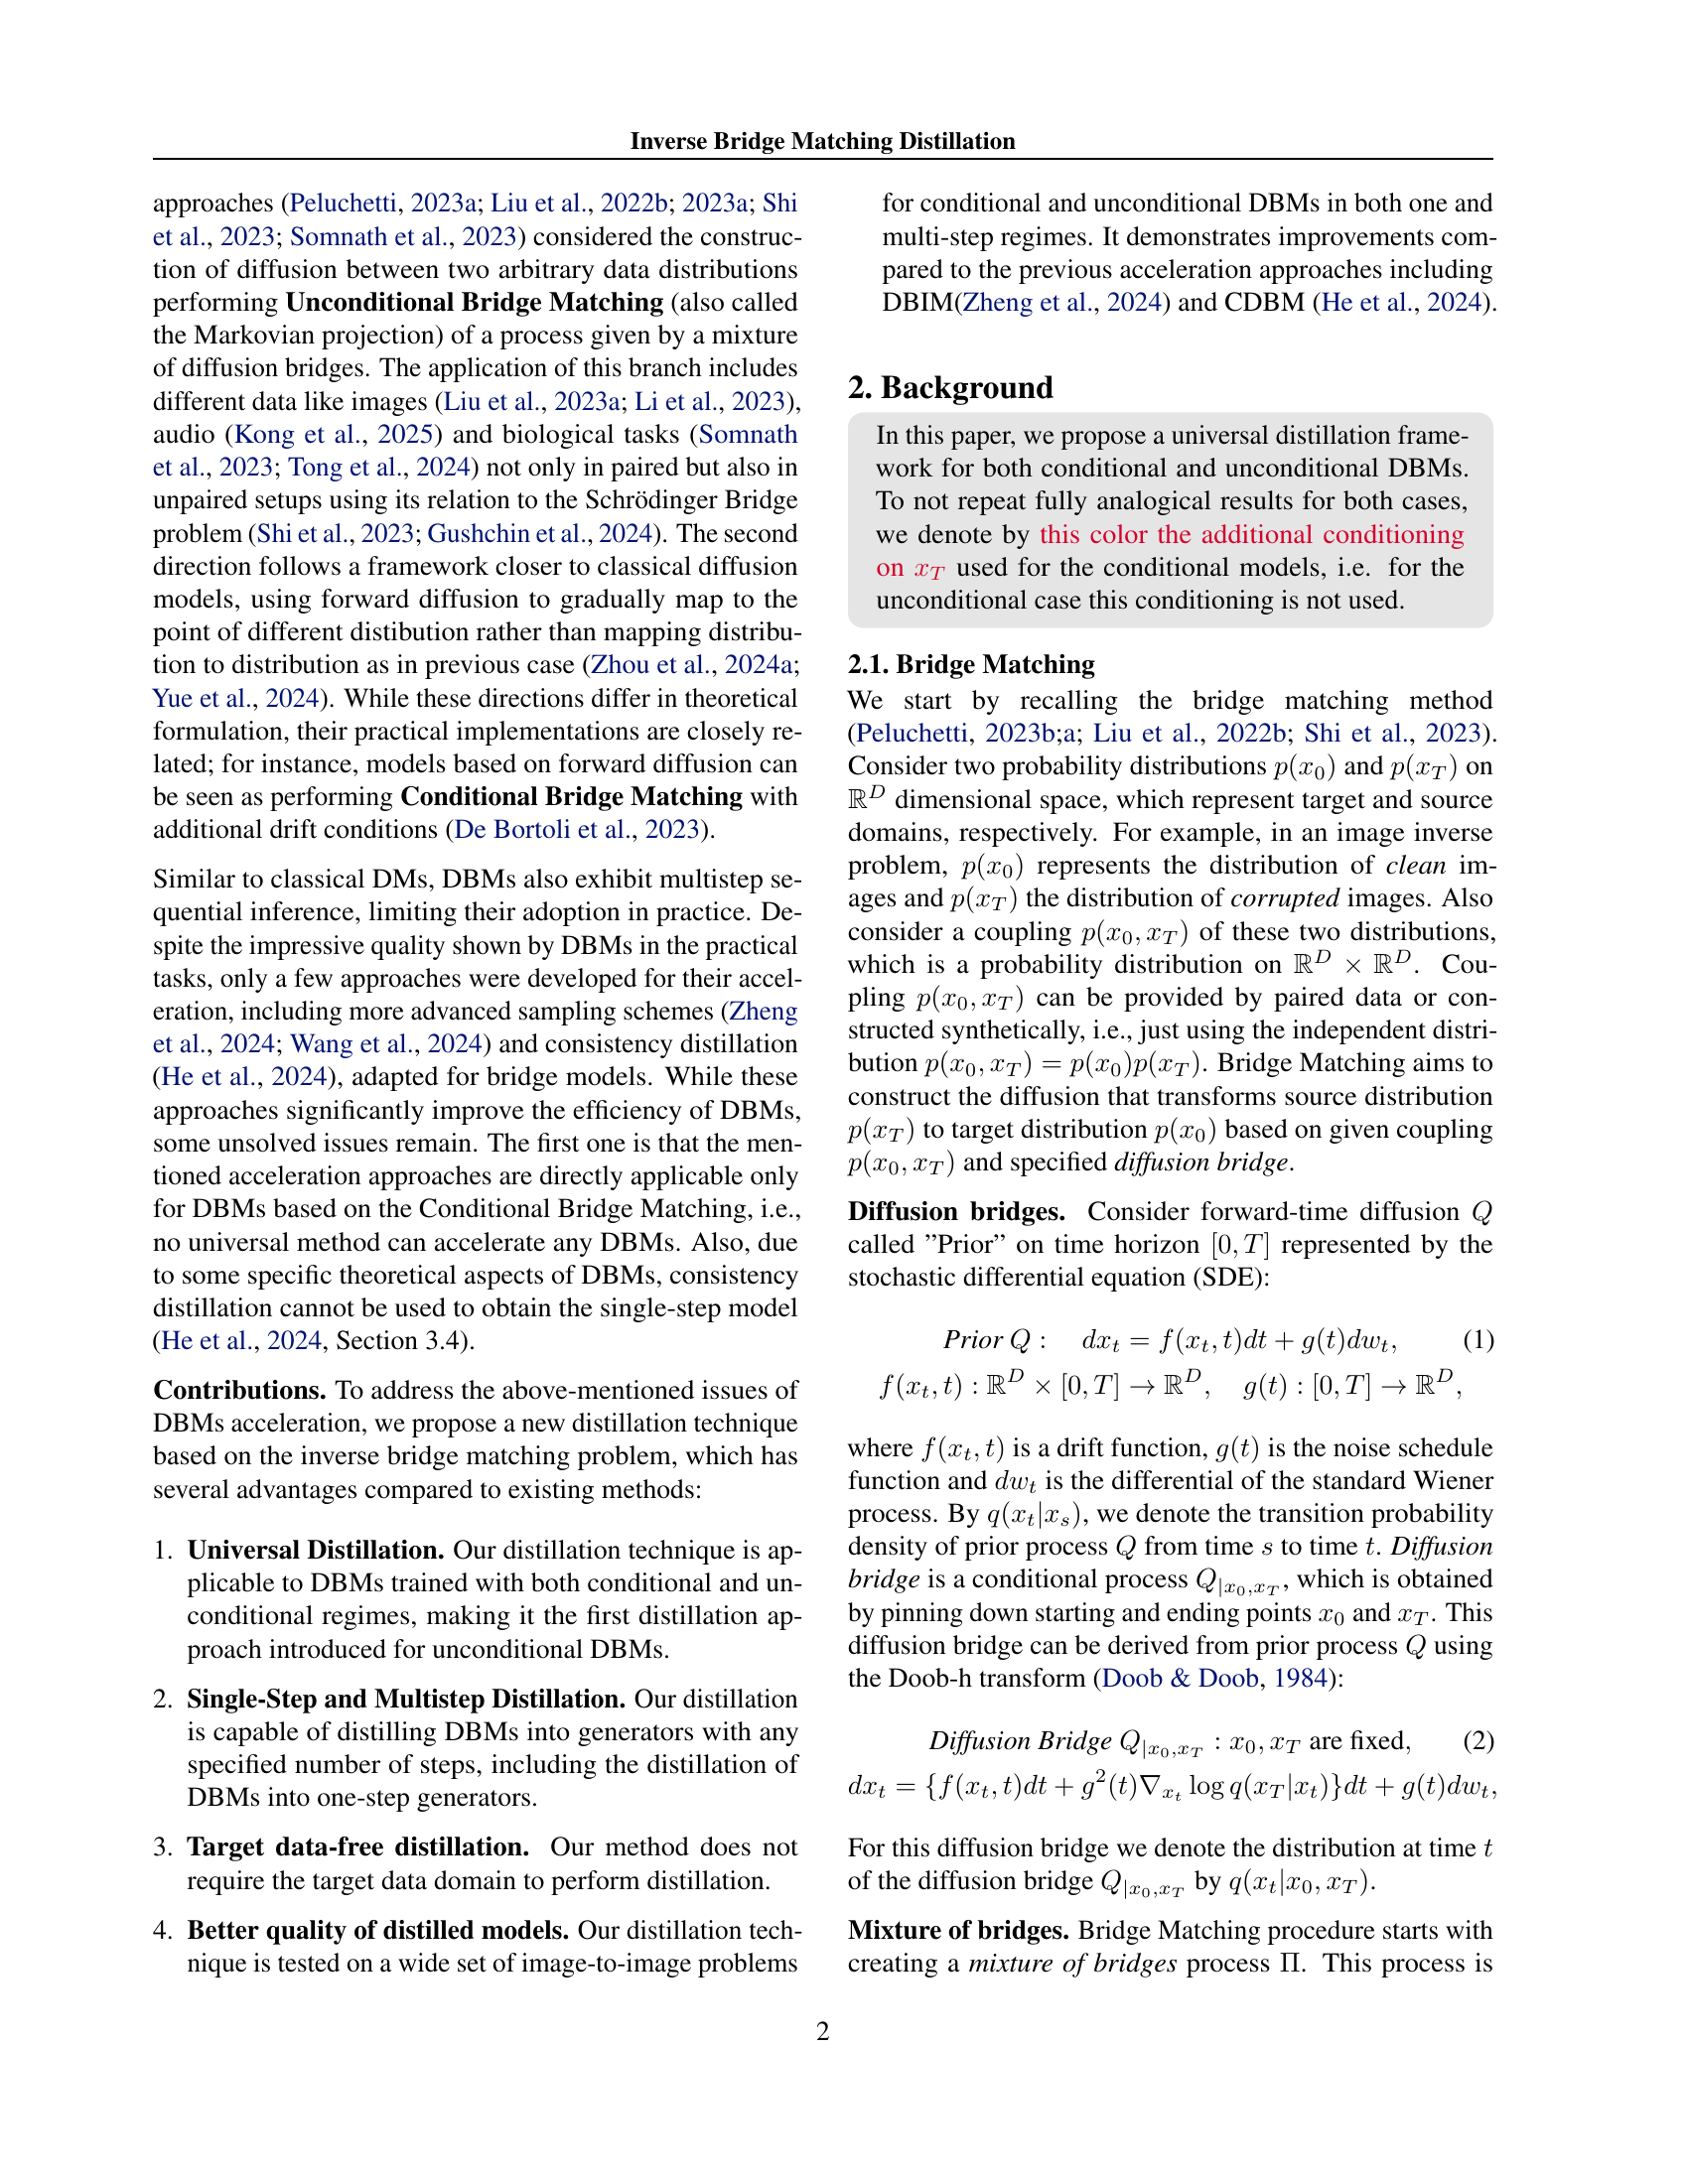 Inverse Bridge Matching Distillation
approaches (Peluchetti, 2023a; Liu et al., 2022b; 2023a; Shi
et al., 2023; Somnath et al., 2023) considered the construc-
tion of diffusion between two arbitrary data distributions
performing Unconditional Bridge Matching (also called
the Markovian projection) of a process given by a mixture
of diffusion bridges. The application of this branch includes
different data like images (Liu et al., 2023a; Li et al., 2023),
audio (Kong et al., 2025) and biological tasks (Somnath
et al., 2023; Tong et al., 2024) not only in paired but also in
unpaired setups using its relation to the Schrödinger Bridge
problem (Shi et al., 2023; Gushchin et al., 2024). The second
direction follows a framework closer to classical diffusion
models, using forward diffusion to gradually map to the
point of different distibution rather than mapping distribu-
tion to distribution as in previous case (Zhou et al., 2024a;
Yue et al., 2024). While these directions differ in theoretical
formulation, their practical implementations are closely re-
lated; for instance, models based on forward diffusion can
be seen as performing Conditional Bridge Matching with
additional drift conditions (De Bortoli et al., 2023).
Similar to classical DMs, DBMs also exhibit multistep se-
quential inference, limiting their adoption in practice. De-
spite the impressive quality shown by DBMs in the practical
tasks, only a few approaches were developed for their accel-
eration, including more advanced sampling schemes (Zheng
et al., 2024; Wang et al., 2024) and consistency distillation
(He et al., 2024), adapted for bridge models. While these
approaches significantly improve the efficiency of DBMs,
some unsolved issues remain. The first one is that the men-
tioned acceleration approaches are directly applicable only
for DBMs based on the Conditional Bridge Matching, i.e.,
no universal method can accelerate any DBMs. Also, due
to some specific theoretical aspects of DBMs, consistency
distillation cannot be used to obtain the single-step model
(He et al., 2024, Section 3.4).
Contributions. To address the above-mentioned issues of
DBMs acceleration, we propose a new distillation technique
based on the inverse bridge matching problem, which has
several advantages compared to existing methods:
1. Universal Distillation. Our distillation technique is ap-
plicable to DBMs trained with both conditional and un-
conditional regimes, making it the first distillation ap-
proach introduced for unconditional DBMs.
2. Single-Step and Multistep Distillation. Our distillation
is capable of distilling DBMs into generators with any
specified number of steps, including the distillation of
DBMs into one-step generators.
3. Target data-free distillation. Our method does not
require the target data domain to perform distillation.
4. Better quality of distilled models. Our distillation tech-
nique is tested on a wide set of image-to-image problems
for conditional and unconditional DBMs in both one and
multi-step regimes. It demonstrates improvements com-
pared to the previous acceleration approaches including
DBIM(Zheng et al., 2024) and CDBM (He et al., 2024).
2. Background
In this paper, we propose a universal distillation frame-
work for both conditional and unconditional DBMs.
To not repeat fully analogical results for both cases,
we denote by this color the additional conditioning
on $x_T$ used for the conditional models, i.e. for the
unconditional case this conditioning is not used.
2.1. Bridge Matching
We start by recalling the bridge matching method
(Peluchetti, 2023b;a; Liu et al., 2022b; Shi et al., 2023).
Consider two probability distributions $p(x_0)$ and $p(x_T)$ on
$\mathbb{R}^D$ dimensional space, which represent target and source
domains, respectively. For example, in an image inverse
problem, $p(x_0)$ represents the distribution of clean im-
ages and $p(x_T)$ the distribution of corrupted images. Also
consider a coupling $p(x_0, x_T)$ of these two distributions,
which is a probability distribution on $\mathbb{R}^D \times \mathbb{R}^D$. Cou-
pling $p(x_0, x_T)$ can be provided by paired data or con-
structed synthetically, i.e., just using the independent distri-
bution $p(x_0, x_T) = p(x_0)p(x_T)$. Bridge Matching aims to
construct the diffusion that transforms source distribution
$p(x_T)$ to target distribution $p(x_0)$ based on given coupling
$p(x_0, x_T)$ and specified diffusion bridge.
Diffusion bridges. Consider forward-time diffusion $Q$
called ”Prior” on time horizon $[0, T]$ represented by the
stochastic differential equation (SDE):
Prior $Q$ : $dx_t = f(x_t, t)dt + g(t)dw_t$, (1)
$f(x_t, t) : \mathbb{R}^D \times [0, T] \to \mathbb{R}^D, \quad g(t) : [0, T] \to \mathbb{R}^D,$
where $f(x_t, t)$ is a drift function, $g(t)$ is the noise schedule
function and $dw_t$ is the differential of the standard Wiener
process. By $q(x_t|x_s)$, we denote the transition probability
density of prior process $Q$ from time $s$ to time $t$. Diffusion
bridge is a conditional process $Q_{|x_0,x_T}$, which is obtained
by pinning down starting and ending points $x_0$ and $x_T$. This
diffusion bridge can be derived from prior process $Q$ using
the Doob-h transform (Doob & Doob, 1984):
Diffusion Bridge $Q_{|x_0,x_T}$ : $x_0, x_T$ are fixed, (2)
$dx_t = \{f(x_t, t)dt + g^2(t)\nabla_{x_t} \log q(x_T|x_t)\}dt + g(t)dw_t,$
For this diffusion bridge we denote the distribution at time $t$
of the diffusion bridge $Q_{|x_0,x_T}$ by $q(x_t|x_0, x_T)$.
Mixture of bridges. Bridge Matching procedure starts with
creating a mixture of bridges process $\Pi$. This process is
2